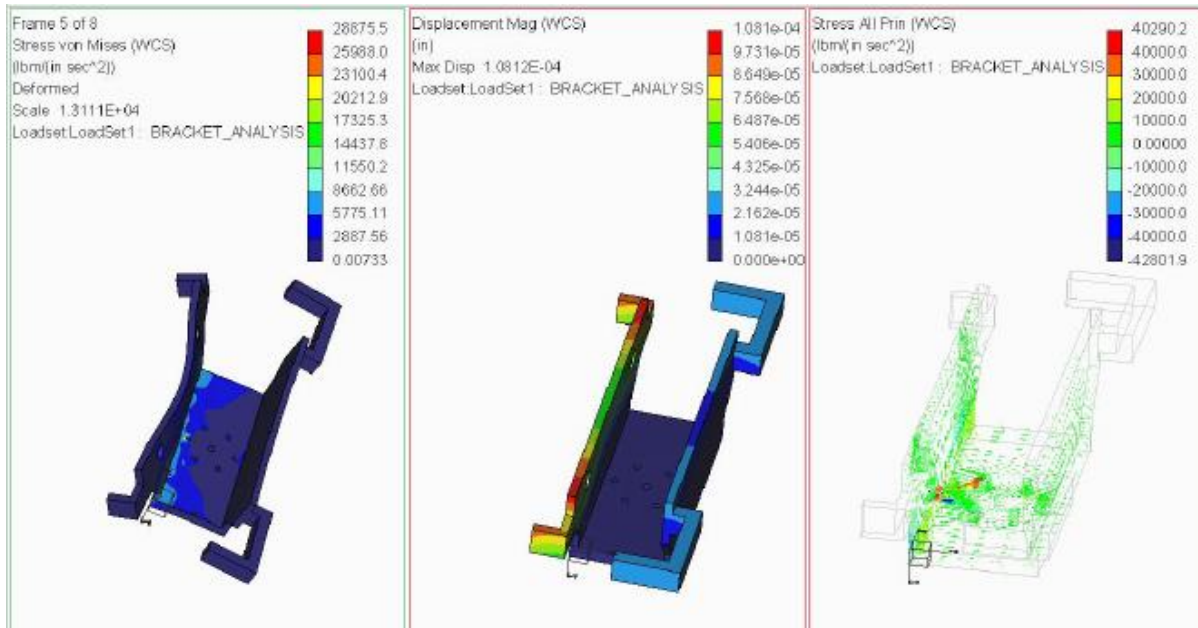 Frame 5 of 8
Stress von Mises (WCS)
(lbm/(in sec^2))
Deformed
Scale 1.3111E+04
Loadset:LoadSet1 : BRACKET_ANALYSIS
28875.5
25988.0
23100.4
20212.9
17325.3
14437.8
11550.2
8662.66
5775.11
2887.56
0.00733
Displacement Mag (WCS)
(in)
Max Disp 1.0812E-04
Loadset:LoadSet1 : BRACKET_ANALYSIS
1.081e-04
9.731e-05
8.649e-05
7.568e-05
6.487e-05
5.406e-05
4.325e-05
3.244e-05
2.162e-05
1.081e-05
0.000e+00
Stress All Prin (WCS)
(lbm/(in sec^2))
Loadset:LoadSet1 : BRACKET_ANALYSIS
40290.2
40000.0
30000.0
20000.0
0.00000
-10000.0
-20000.0
-30000.0
-40000.0
-42801.9